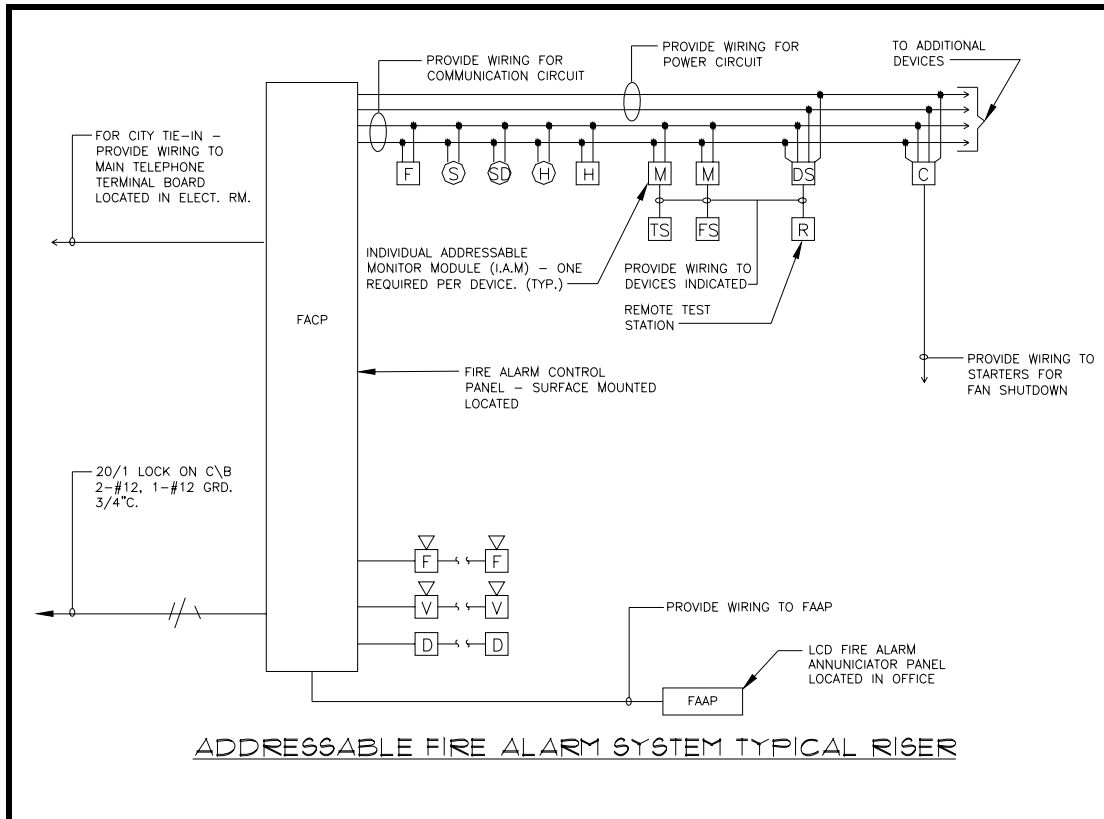 PROVIDE WIRING FOR
COMMUNICATION CIRCUIT
PROVIDE WIRING FOR
POWER CIRCUIT
TO ADDITIONAL
DEVICES
FOR CITY TIE-IN -
PROVIDE WIRING TO
MAIN TELEPHONE
TERMINAL BOARD
LOCATED IN ELECT. RM.
F S SD H H M M DS C
TS FS R
INDIVIDUAL ADDRESSABLE
MONITOR MODULE (I.A.M) - ONE
REQUIRED PER DEVICE. (TYP.)
PROVIDE WIRING TO
DEVICES INDICATED
REMOTE TEST
STATION
FACP
PROVIDE WIRING TO
STARTERS FOR
FAN SHUTDOWN
FIRE ALARM CONTROL
PANEL - SURFACE MOUNTED
LOCATED
20/1 LOCK ON C\B
2-#12, 1-#12 GRD.
3/4"C.
F F
V V
D D
PROVIDE WIRING TO FAAP
LCD FIRE ALARM
ANNUNICIATOR PANEL
LOCATED IN OFFICE
FAAP
ADDRESSABLE FIRE ALARM SYSTEM TYPICAL RISER